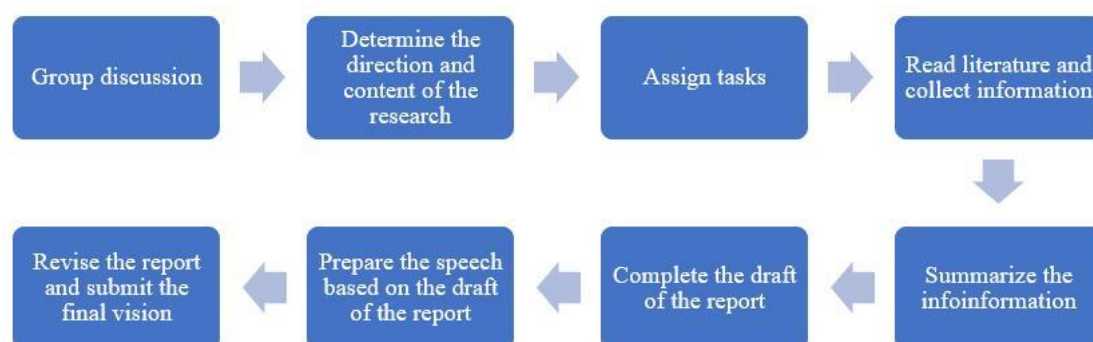 Group discussion
Determine the
direction and
content of the
research
Assign tasks
Read literature and
collect information
Summarize the
infoinformation
Complete the draft
of the report
Prepare the speech
based on the draft
of the report
Revise the report
and submit the
final vision